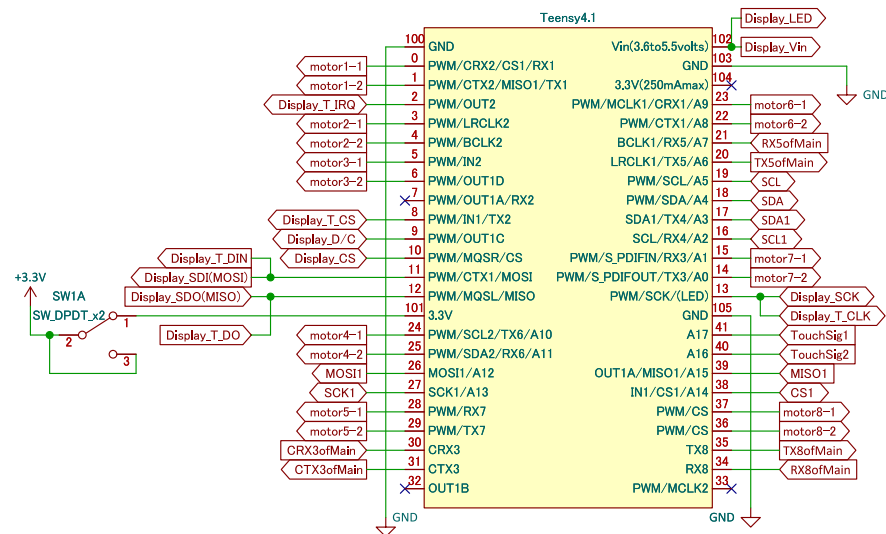 Teensy4.1
Display_LED
100 GND Vin(3.6to5.5volts) 102 Display_Vin
motor1-1 0 PWM/CRX2/CS1/RX1 GND 103
motor1-2 1 PWM/CTX2/MISO1/TX1 3.3V(250mAmax) 104
GND
Display_T_IRQ 2 PWM/OUT2 PWM/MCLK1/CRX1/A9 23 motor6-1
motor2-1 3 PWM/LRCLK2 PWM/CTX1/A8 22 motor6-2
motor2-2 4 PWM/BCLK2 BCLK1/RX5/A7 21 RX5ofMain
motor3-1 5 PWM/IN2 LRCLK1/TX5/A6 20 TX5ofMain
motor3-2 6 PWM/OUT1D PWM/SCL/A5 19 SCL
7 PWM/OUT1A/RX2 PWM/SDA/A4 18 SDA
Display_T_CS 8 PWM/IN1/TX2 SDA1/TX4/A3 17 SDA1
Display_D/C 9 PWM/OUT1C SCL/RX4/A2 16 SCL1
Display_CS 10 PWM/MQSR/CS PWM/S_PDIFIN/RX3/A1 15 motor7-1
Display_T_DIN
Display_SDI(MOSI) 11 PWM/CTX1/MOSI PWM/S_PDIFOUT/TX3/A0 14 motor7-2
Display_SDO(MISO) 12 PWM/MQSL/MISO PWM/SCK/(LED) 13 Display_SCK
+3.3V
SW1A
SW_DPDT_x2
1
2
3
101 3.3V GND 105 Display_T_CLK
Display_T_DO
motor4-1 24 PWM/SCL2/TX6/A10 A17 41 TouchSig1
motor4-2 25 PWM/SDA2/RX6/A11 A16 40 TouchSig2
MOSI1 26 MOSI1/A12 OUT1A/MISO1/A15 39 MISO1
SCK1 27 SCK1/A13 IN1/CS1/A14 38 CS1
motor5-1 28 PWM/RX7 PWM/CS 37 motor8-1
motor5-2 29 PWM/TX7 PWM/CS 36 motor8-2
CRX3ofMain 30 CRX3 TX8 35 TX8ofMain
CTX3ofMain 31 CTX3 RX8 34 RX8ofMain
32 OUT1B PWM/MCLK2 33
GND
GND